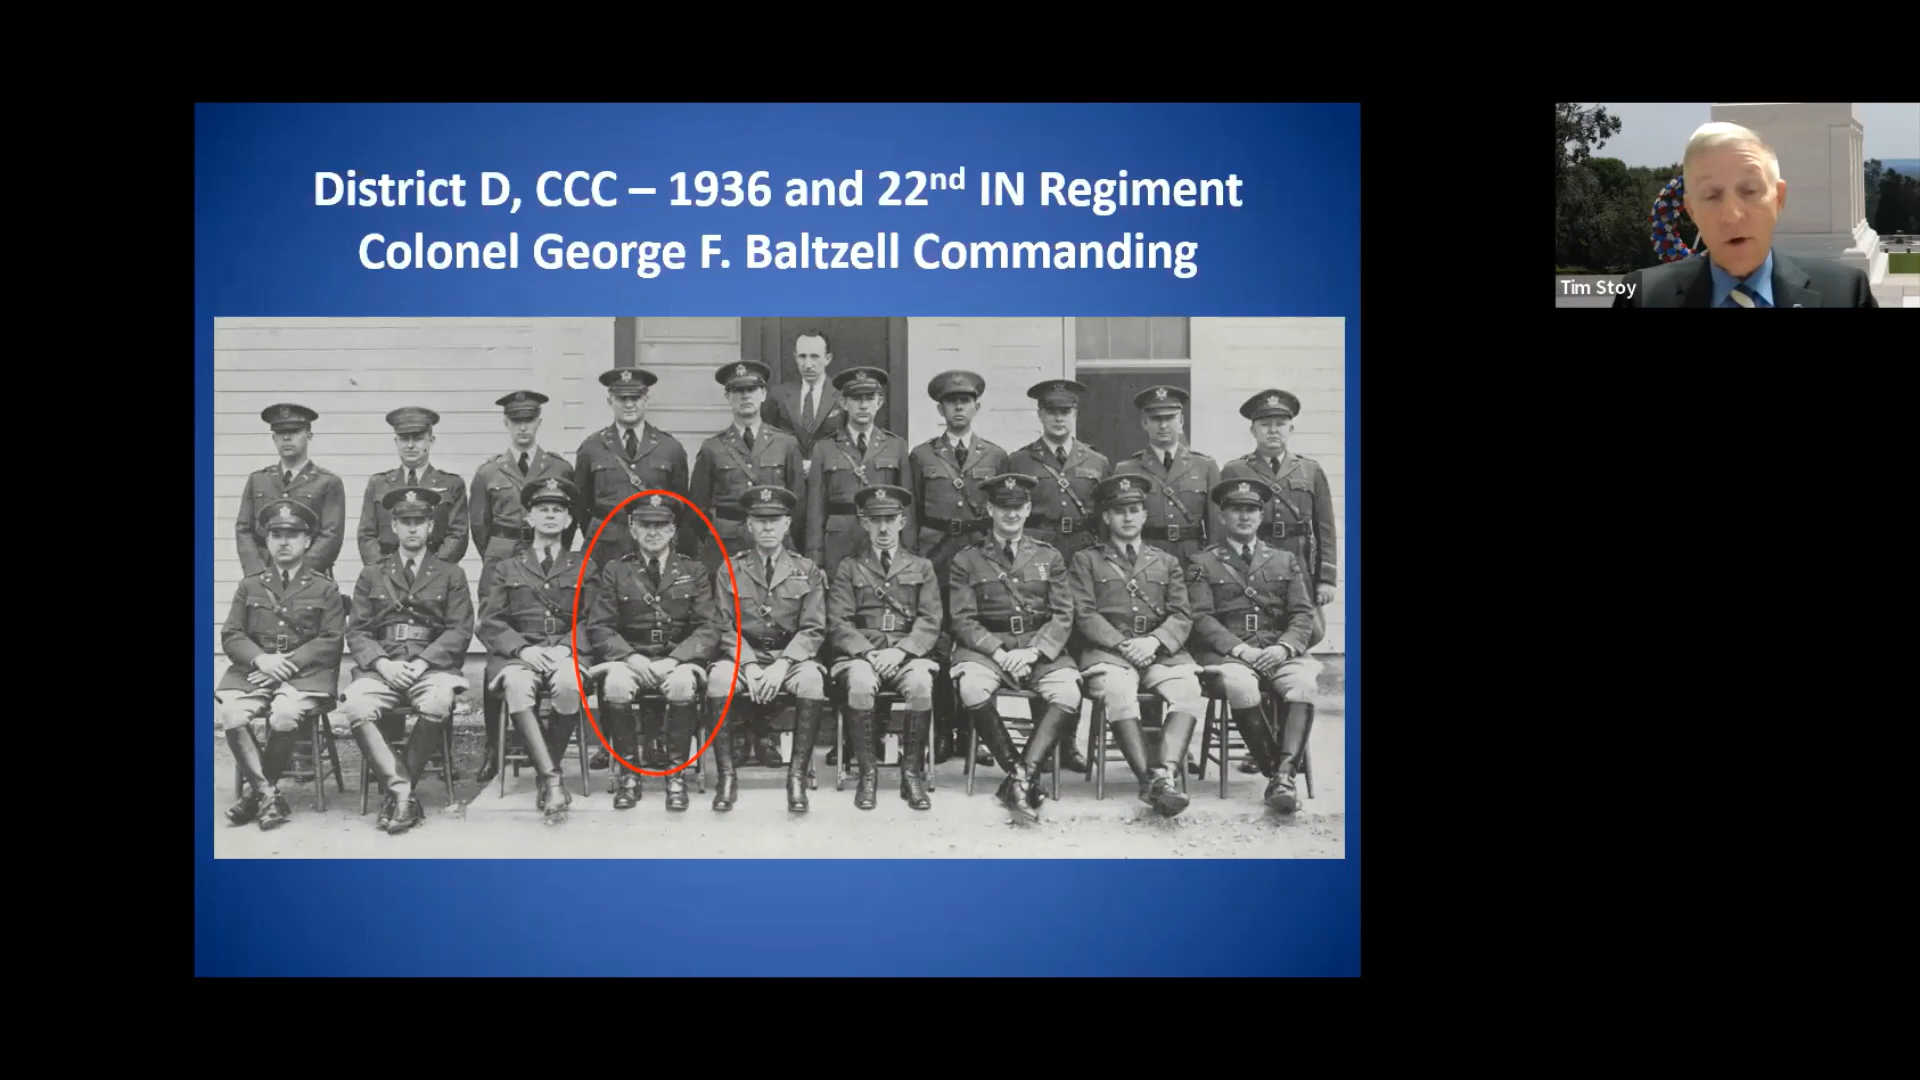 District D, CCC – 1936 and 22nd IN Regiment
Colonel George F. Baltzell Commanding
Tim Stoy